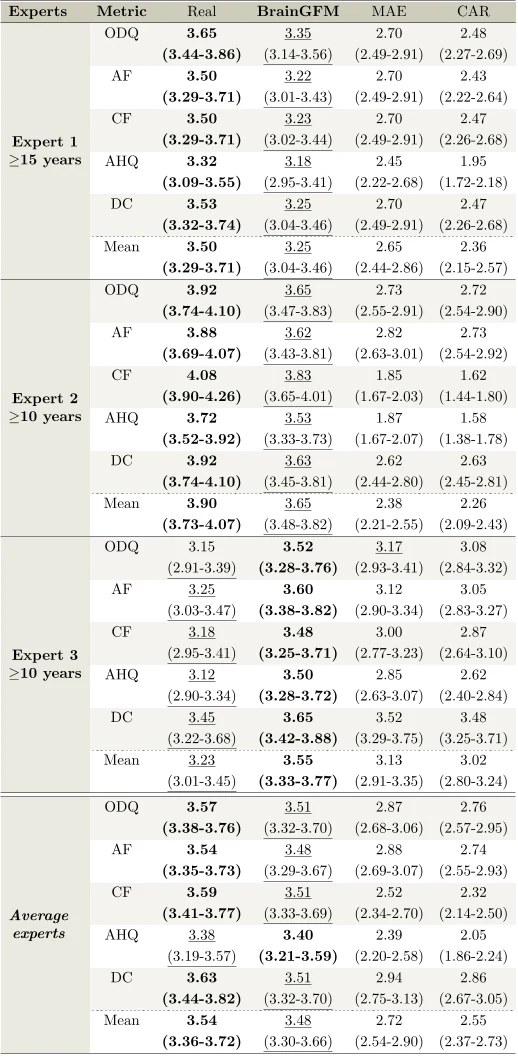 Experts Metric Real BrainGFM MAE CAR
ODQ 3.65 3.35 2.70 2.48
(3.44-3.86) (3.14-3.56) (2.49-2.91) (2.27-2.69)
AF 3.50 3.22 2.70 2.43
(3.29-3.71) (3.01-3.43) (2.49-2.91) (2.22-2.64)
CF 3.50 3.23 2.70 2.47
Expert 1 (3.29-3.71) (3.02-3.44) (2.49-2.91) (2.26-2.68)
≥15 years AHQ 3.32 3.18 2.45 1.95
(3.09-3.55) (2.95-3.41) (2.22-2.68) (1.72-2.18)
DC 3.53 3.25 2.70 2.47
(3.32-3.74) (3.04-3.46) (2.49-2.91) (2.26-2.68)
Mean 3.50 3.25 2.65 2.36
(3.29-3.71) (3.04-3.46) (2.44-2.86) (2.15-2.57)
ODQ 3.92 3.65 2.73 2.72
(3.74-4.10) (3.47-3.83) (2.55-2.91) (2.54-2.90)
AF 3.88 3.62 2.82 2.73
(3.69-4.07) (3.43-3.81) (2.63-3.01) (2.54-2.92)
CF 4.08 3.83 1.85 1.62
Expert 2 (3.90-4.26) (3.65-4.01) (1.67-2.03) (1.44-1.80)
≥10 years AHQ 3.72 3.53 1.87 1.58
(3.52-3.92) (3.33-3.73) (1.67-2.07) (1.38-1.78)
DC 3.92 3.63 2.62 2.63
(3.74-4.10) (3.45-3.81) (2.44-2.80) (2.45-2.81)
Mean 3.90 3.65 2.38 2.26
(3.73-4.07) (3.48-3.82) (2.21-2.55) (2.09-2.43)
ODQ 3.15 3.52 3.17 3.08
(2.91-3.39) (3.28-3.76) (2.93-3.41) (2.84-3.32)
AF 3.25 3.60 3.12 3.05
(3.03-3.47) (3.38-3.82) (2.90-3.34) (2.83-3.27)
CF 3.18 3.48 3.00 2.87
Expert 3 (2.95-3.41) (3.25-3.71) (2.77-3.23) (2.64-3.10)
≥10 years AHQ 3.12 3.50 2.85 2.62
(2.90-3.34) (3.28-3.72) (2.63-3.07) (2.40-2.84)
DC 3.45 3.65 3.52 3.48
(3.22-3.68) (3.42-3.88) (3.29-3.75) (3.25-3.71)
Mean 3.23 3.55 3.13 3.02
(3.01-3.45) (3.33-3.77) (2.91-3.35) (2.80-3.24)
ODQ 3.57 3.51 2.87 2.76
(3.38-3.76) (3.32-3.70) (2.68-3.06) (2.57-2.95)
AF 3.54 3.48 2.88 2.74
(3.35-3.73) (3.29-3.67) (2.69-3.07) (2.55-2.93)
CF 3.59 3.51 2.52 2.32
Average (3.41-3.77) (3.33-3.69) (2.34-2.70) (2.14-2.50)
experts AHQ 3.38 3.40 2.39 2.05
(3.19-3.57) (3.21-3.59) (2.20-2.58) (1.86-2.24)
DC 3.63 3.51 2.94 2.86
(3.44-3.82) (3.32-3.70) (2.75-3.13) (2.67-3.05)
Mean 3.54 3.48 2.72 2.55
(3.36-3.72) (3.30-3.66) (2.54-2.90) (2.37-2.73)